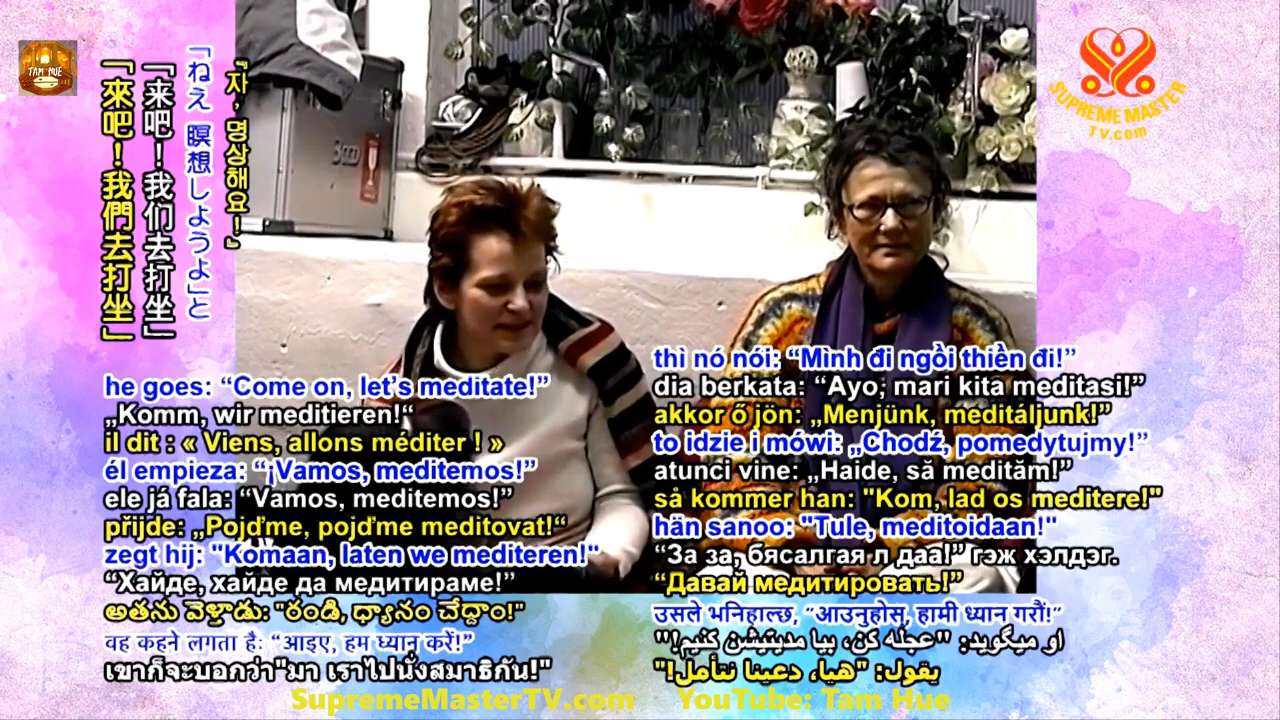 TAM HUE
「來吧！我們去打坐」
「来吧！我们去打坐」
「ねえ 瞑想しようよ」と
『자, 명상해요!』
SUPREME MASTER
TV.com
he goes: “Come on, let’s meditate!”
„Komm, wir meditieren!“
il dit : « Viens, allons méditer ! »
él empieza: “¡Vamos, meditemos!”
ele já fala: “Vamos, meditemos!”
přijde: „Pojďme, pojďme meditovat!“
zegt hij: "Komaan, laten we mediteren!"
“Хайде, хайде да медитираме!”
అతను వెళ్తాడు: "రండి, ధ్యానం చేద్దాం!"
वह कहने लगता है: “आइए, हम ध्यान करें!”
เขาก็จะบอกว่า"มา เราไปนั่งสมาธิกัน!"
thì nó nói: “Mình đi ngồi thiền đi!”
dia berkata: “Ayo, mari kita meditasi!”
akkor ő jön: „Menjünk, meditáljunk!”
to idzie i mówi: „Chodź, pomedytujmy!”
atunci vine: „Haide, să medităm!”
så kommer han: "Kom, lad os meditere!"
hän sanoo: "Tule, meditoidaan!"
“За за, бясалгая л даа!” гэж хэлдэг.
“Давай медитировать!”
उसले भनिहाल्छ, “आउनुहोस्, हामी ध्यान गरौं!”
او میگوید: "عجله کن، بیا مدیتیشن کنیم!"
يقول: "هيا، دعينا نتأمل!"
SupremeMasterTV.com YouTube: Tam Hue